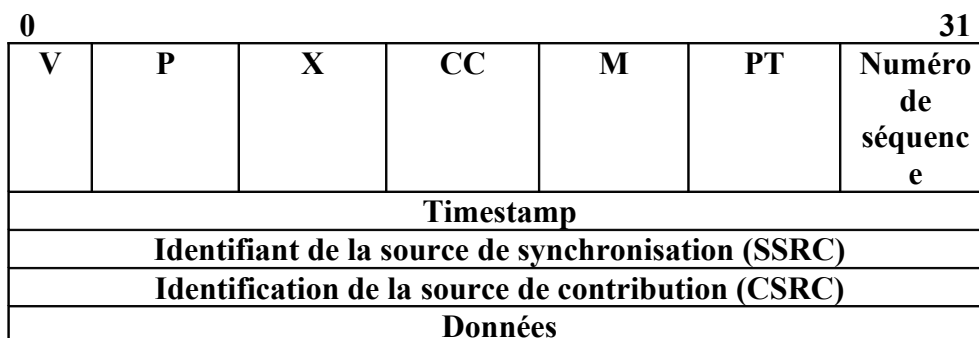 0 31
V P X CC M PT Numéro
de
séquenc
e
Timestamp
Identifiant de la source de synchronisation (SSRC)
Identification de la source de contribution (CSRC)
Données